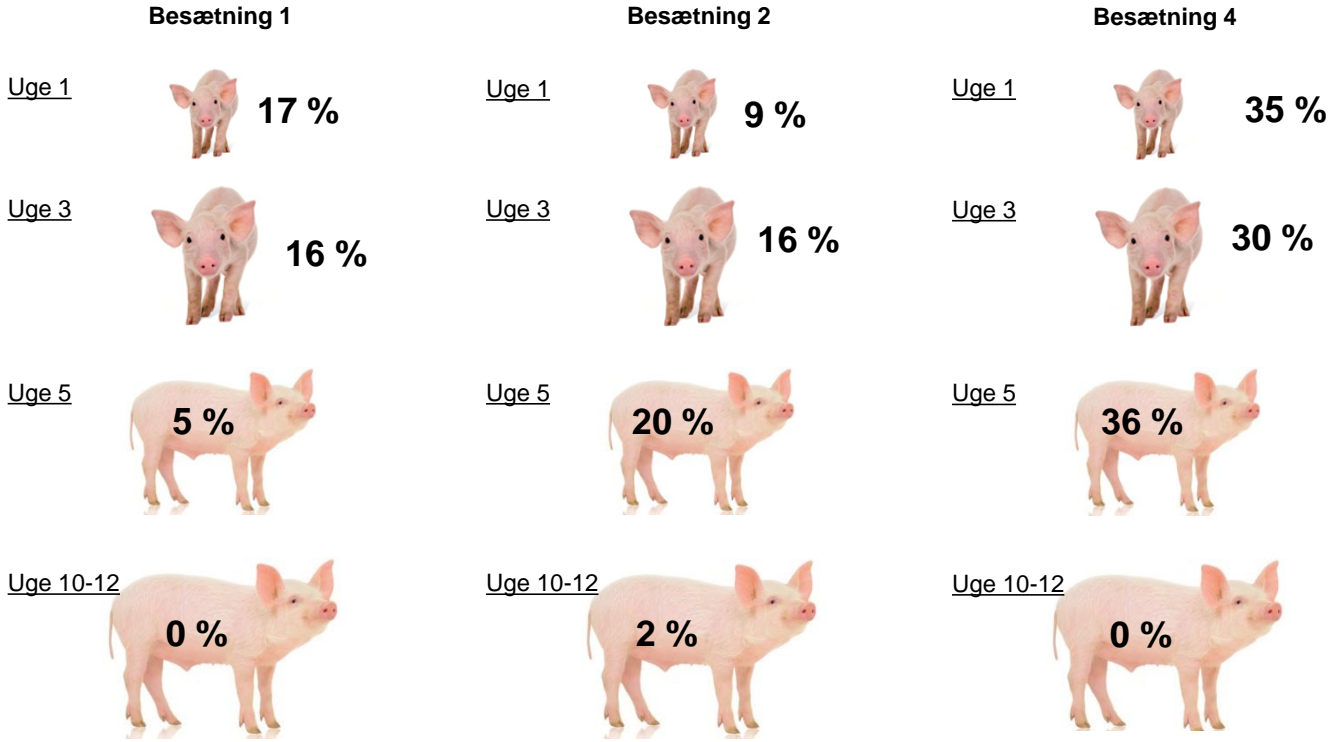 Besætning 1
Besætning 2
Besætning 4
Uge 1
17 %
Uge 1
9 %
Uge 1
35 %
Uge 3
16 %
Uge 3
16 %
Uge 3
30 %
Uge 5
5 %
Uge 5
20 %
Uge 5
36 %
Uge 10-12
0 %
Uge 10-12
2 %
Uge 10-12
0 %